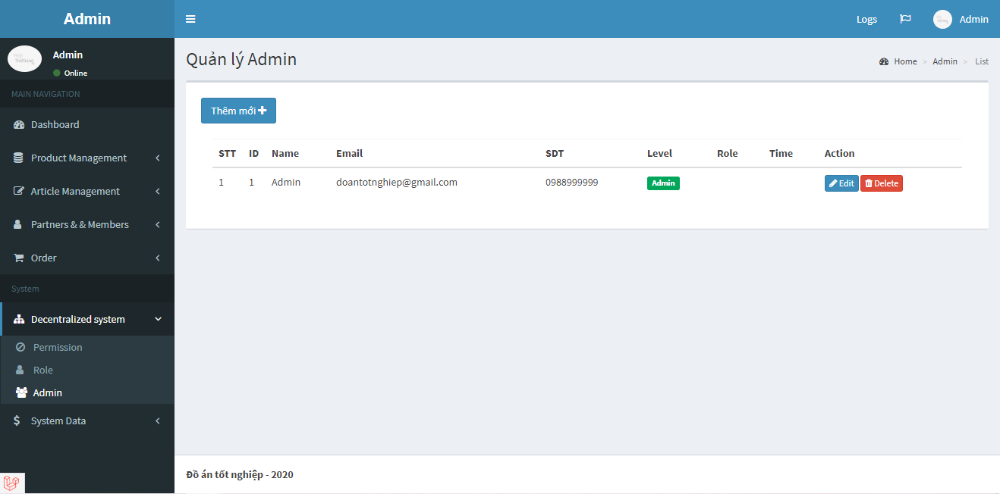 Admin
Logs
Admin
Admin
Online
MAIN NAVIGATION
Dashboard
Product Management
Article Management
Partners & & Members
Order
System
Decentralized system
Permission
Role
Admin
System Data
Quản lý Admin
Home > Admin > List
Thêm mới
STT ID Name Email SDT Level Role Time Action
1 1 Admin doantotnghiep@gmail.com 0988999999 Admin Edit Delete
Đồ án tốt nghiệp - 2020